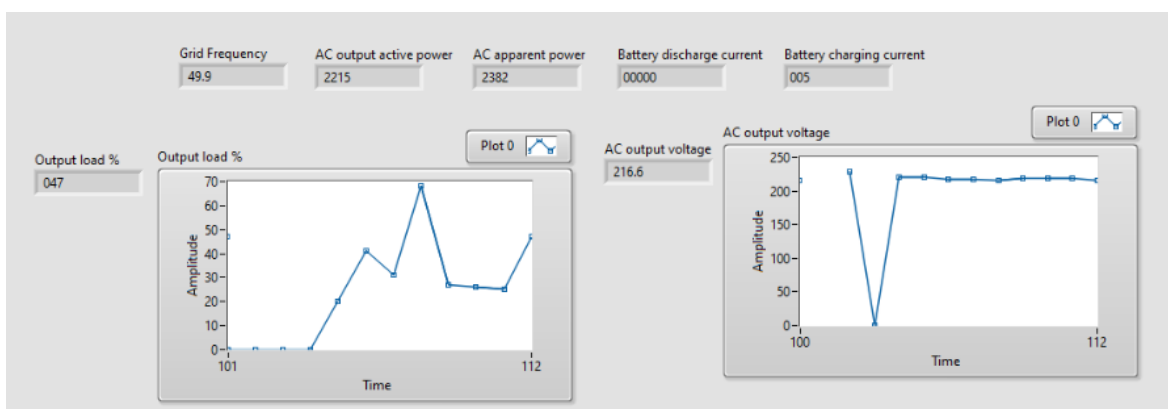 Grid Frequency
49.9
AC output active power
2215
AC apparent power
2382
Battery discharge current
00000
Battery charging current
005
Output load %
047
Output load %
Plot 0
70
60
50
40
30
20
10
0
Amplitude
101
112
Time
AC output voltage
216.6
AC output voltage
Plot 0
250
200
150
100
50
0
Amplitude
100
112
Time